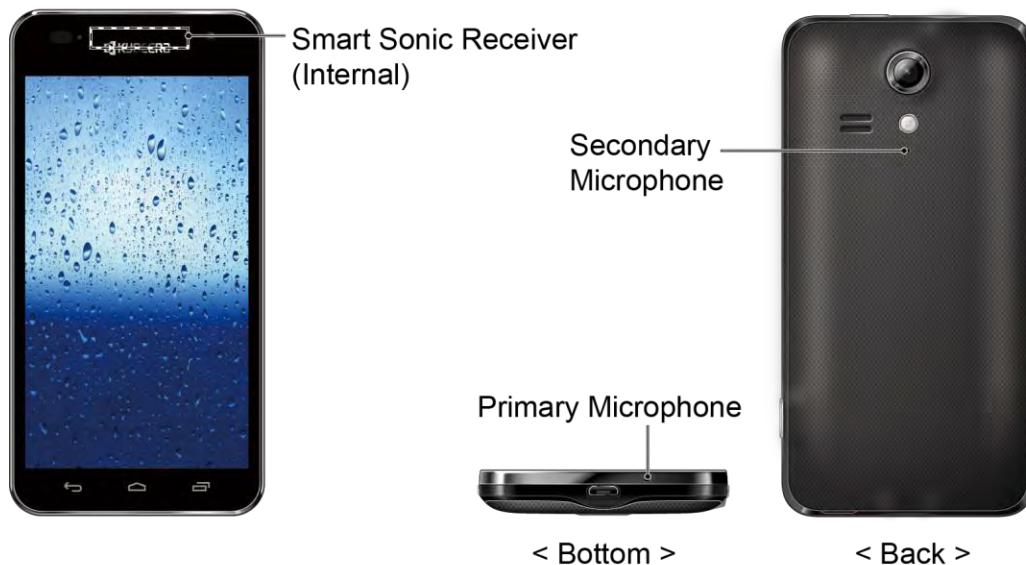 Smart Sonic Receiver
(Internal)
Secondary
Microphone
Primary Microphone
< Bottom >
< Back >